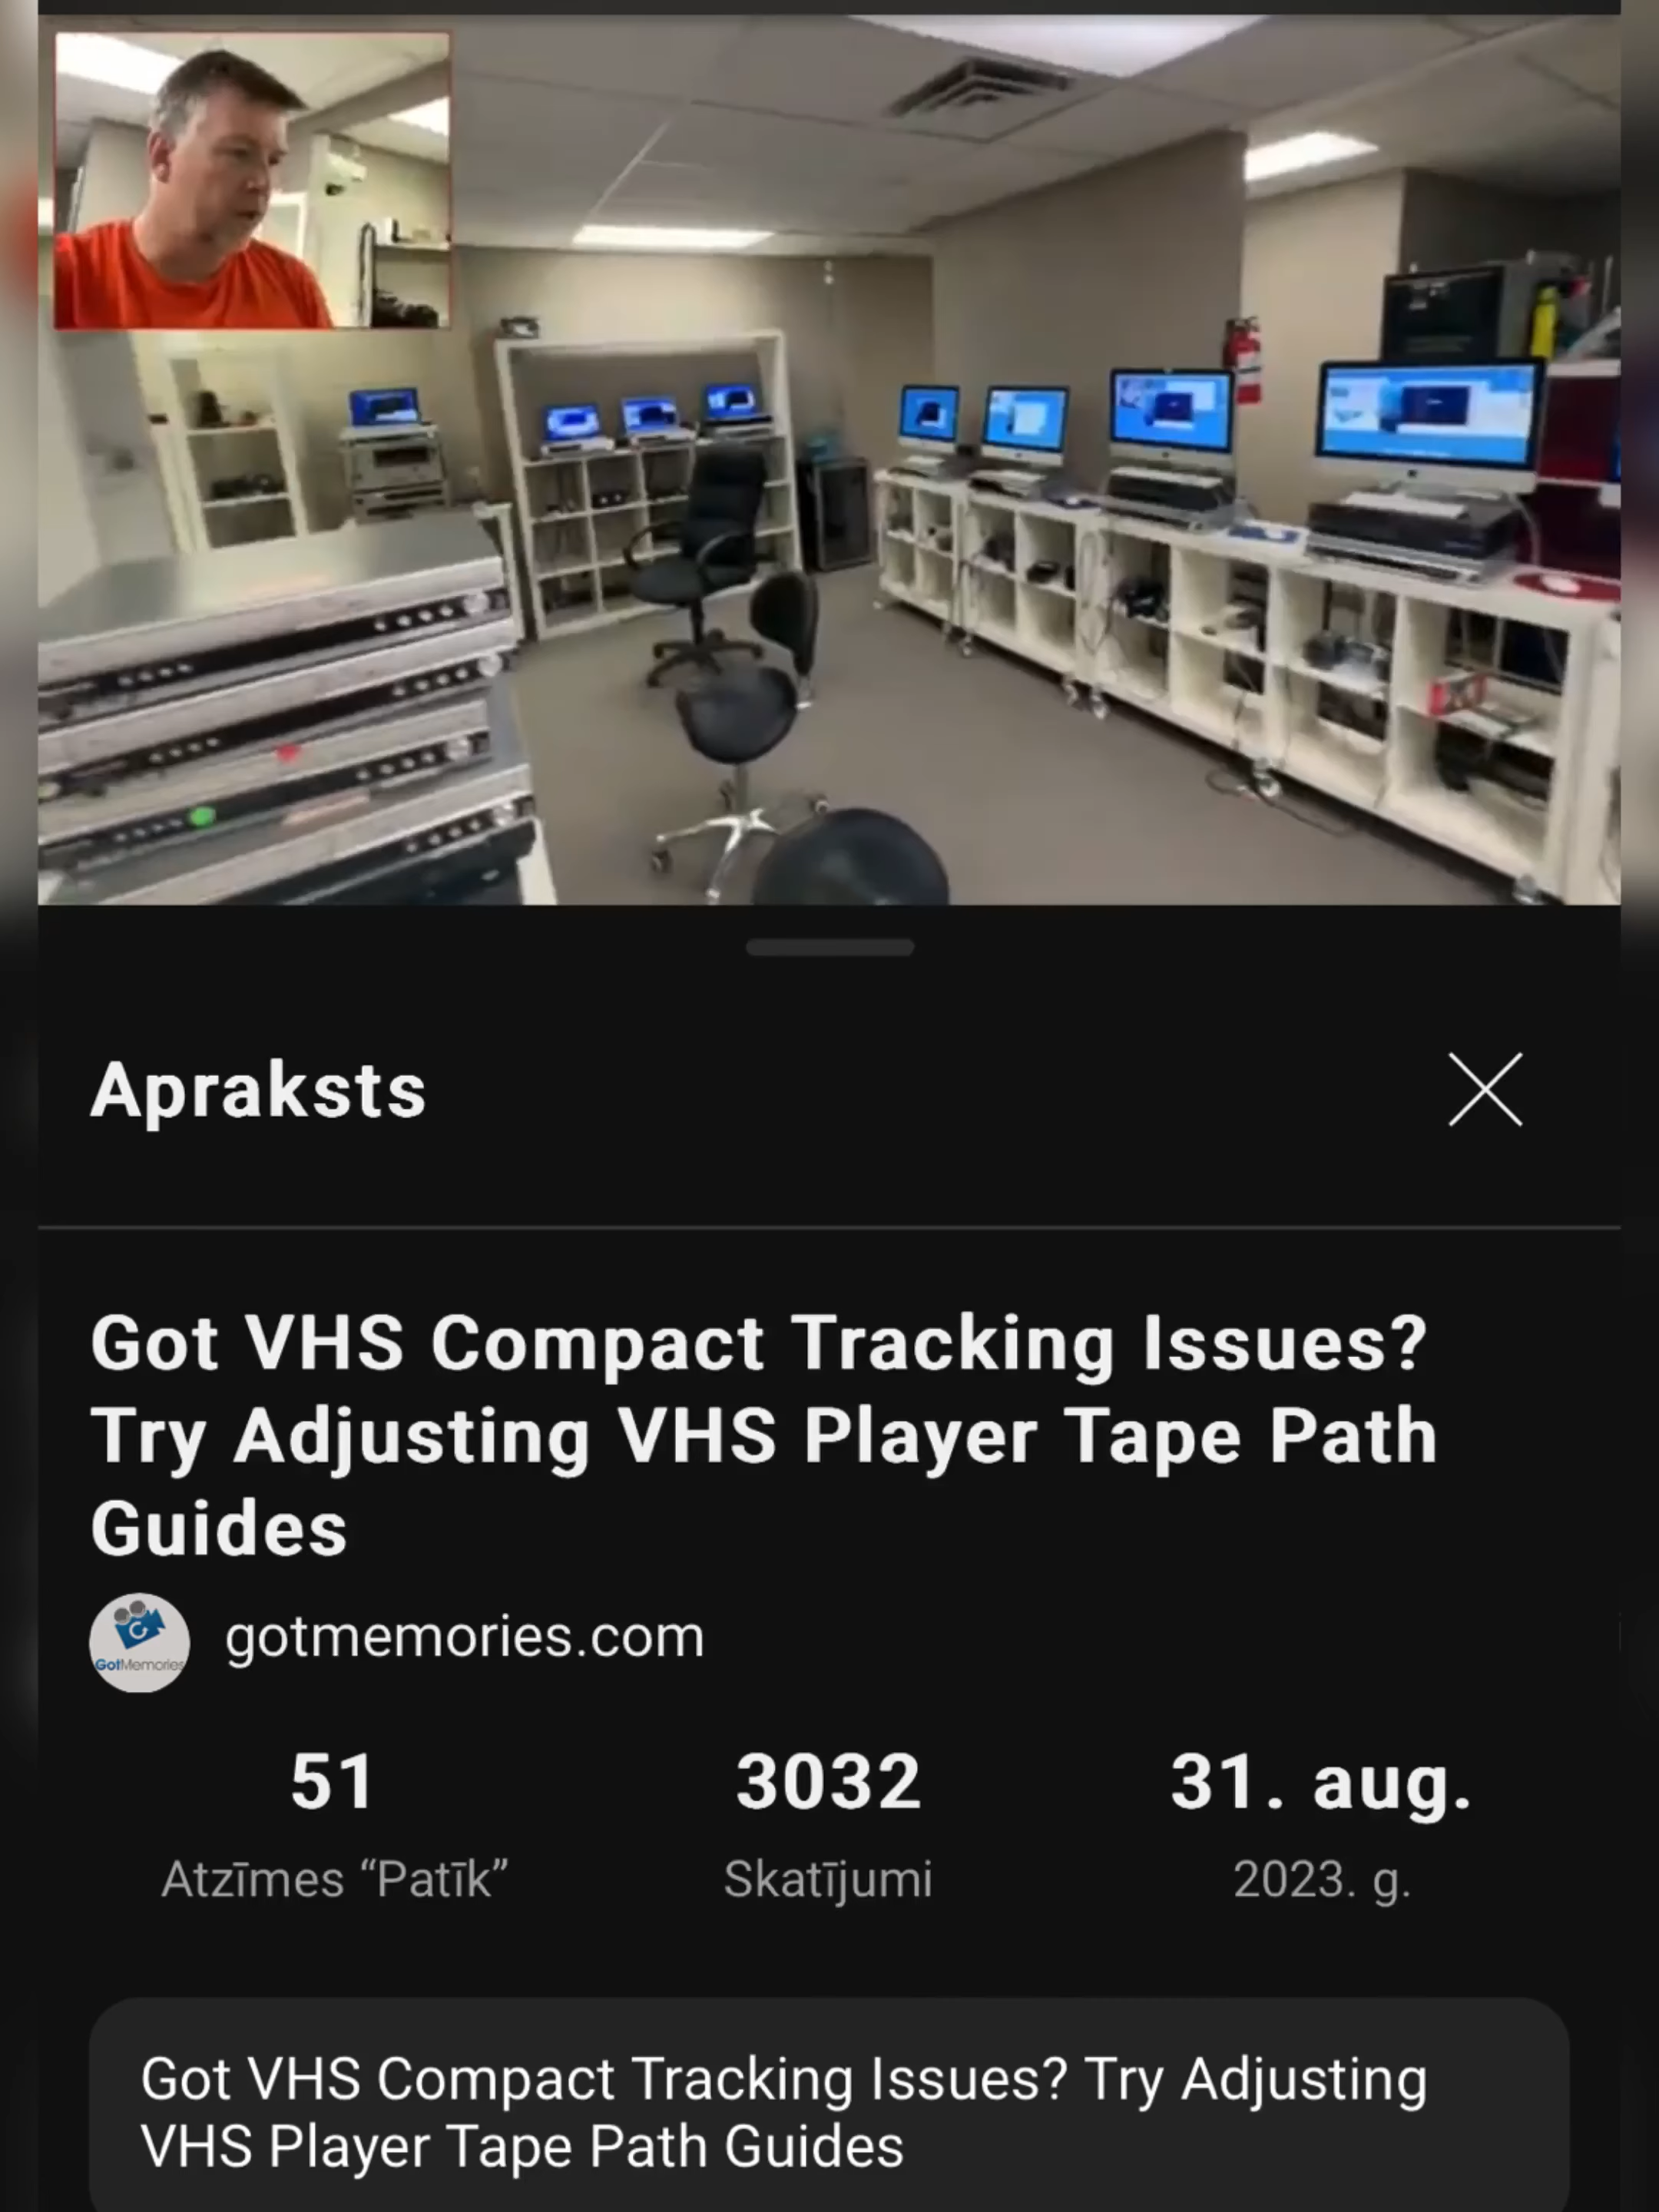 Apraksts
Got VHS Compact Tracking Issues?
Try Adjusting VHS Player Tape Path
Guides
GotMemories
gotmemories.com
51
3032
31. aug.
Atzīmes “Patīk”
Skatījumi
2023. g.
Got VHS Compact Tracking Issues? Try Adjusting
VHS Player Tape Path Guides